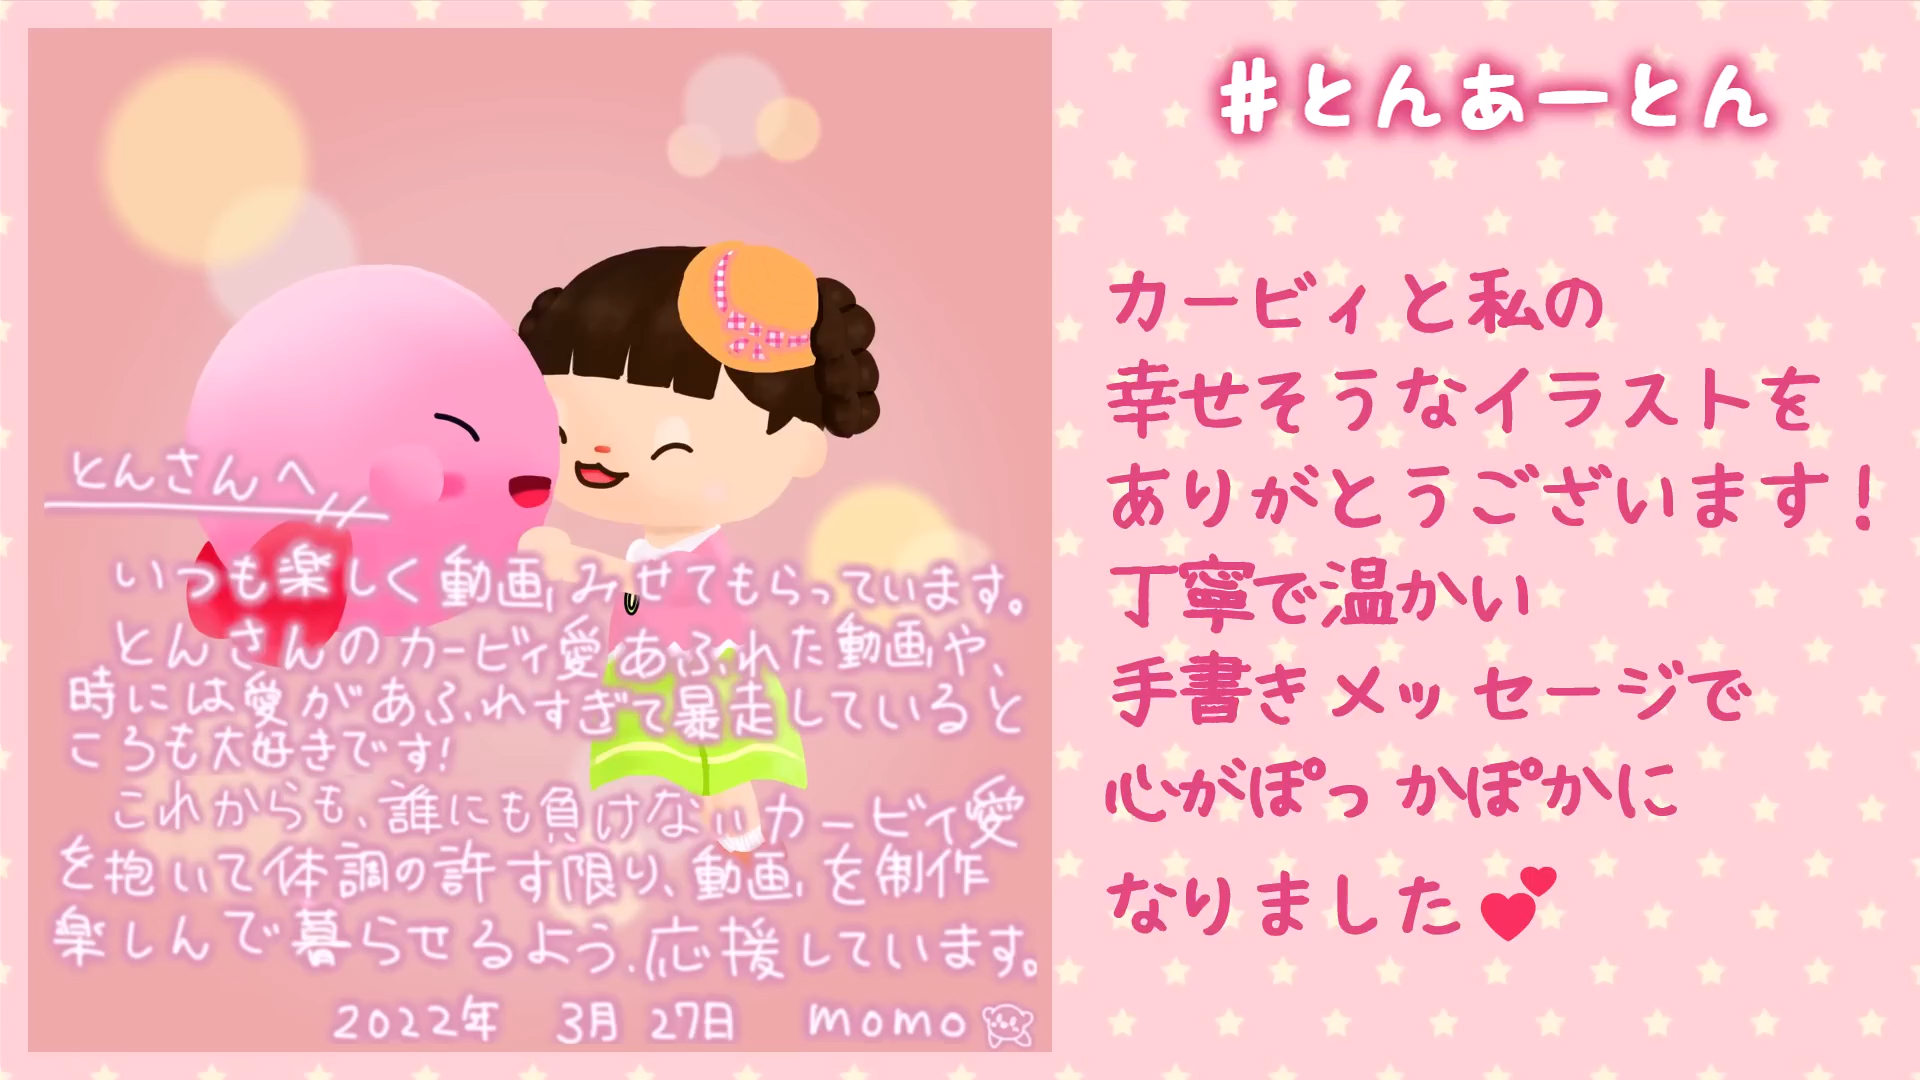 とんさんへ
いつも楽しく動画みせてもらっています。
とんさんのカービィ愛あふれた動画や、
時には愛があふれすぎて暴走していると
ころも大好きです!
これからも、誰にも負けないカービィ愛
を抱いて体調の許す限り、動画を制作
楽しんで暮らせるよう、応援しています。
2022年 3月 27日 momo
#とんあーとん
カービィと私の
幸せそうなイラストを
ありがとうございます！
丁寧で温かい
手書きメッセージで
心がぽっかぽかに
なりました💕